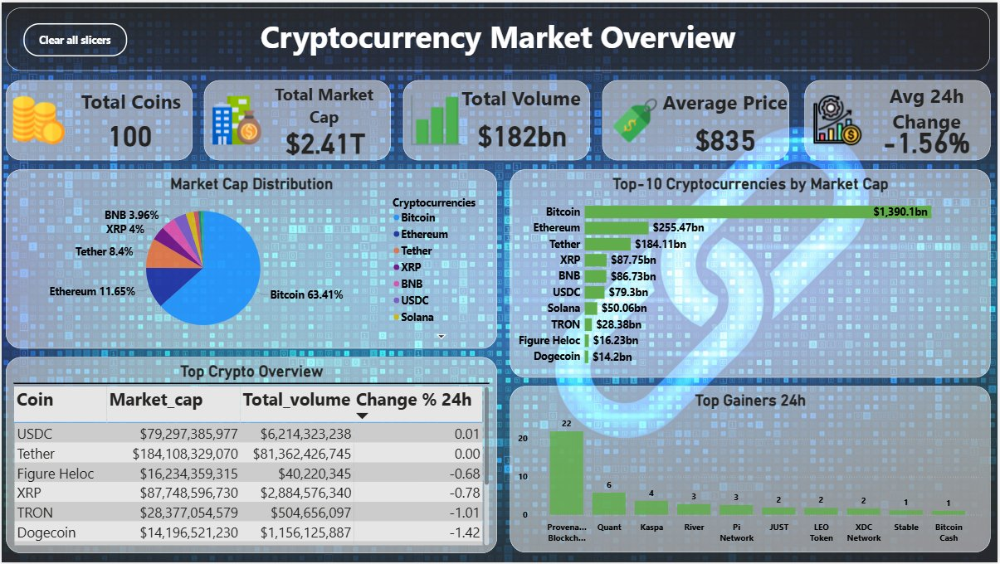 Clear all slicers
Cryptocurrency Market Overview
Total Coins
100
Total Market
Cap
$2.41T
Total Volume
$182bn
Average Price
$835
Avg 24h
Change
-1.56%
Market Cap Distribution
BNB 3.96%
XRP 4%
Tether 8.4%
Ethereum 11.65%
Bitcoin 63.41%
Cryptocurrencies
Bitcoin
Ethereum
Tether
XRP
BNB
USDC
Solana
Top-10 Cryptocurrencies by Market Cap
Bitcoin $1,390.1bn
Ethereum $255.47bn
Tether $184.11bn
XRP $87.75bn
BNB $86.73bn
USDC $79.3bn
Solana $50.06bn
TRON $28.38bn
Figure Heloc $16.23bn
Dogecoin $14.2bn
Top Crypto Overview
Coin Market_cap Total_volume Change % 24h
USDC $79,297,385,977 $6,214,323,238 0.01
Tether $184,108,329,070 $81,362,426,745 0.00
Figure Heloc $16,234,359,315 $40,220,345 -0.68
XRP $87,748,596,730 $2,884,576,340 -0.78
TRON $28,377,054,579 $504,656,097 -1.01
Dogecoin $14,196,521,230 $1,156,125,887 -1.42
Top Gainers 24h
20
10
0
22 6 4 3 3 2 2 2 1 1
Provena... Quant Kaspa River Pi JUST LEO XDC Stable Bitcoin
Blockch... Network Token Network Cash